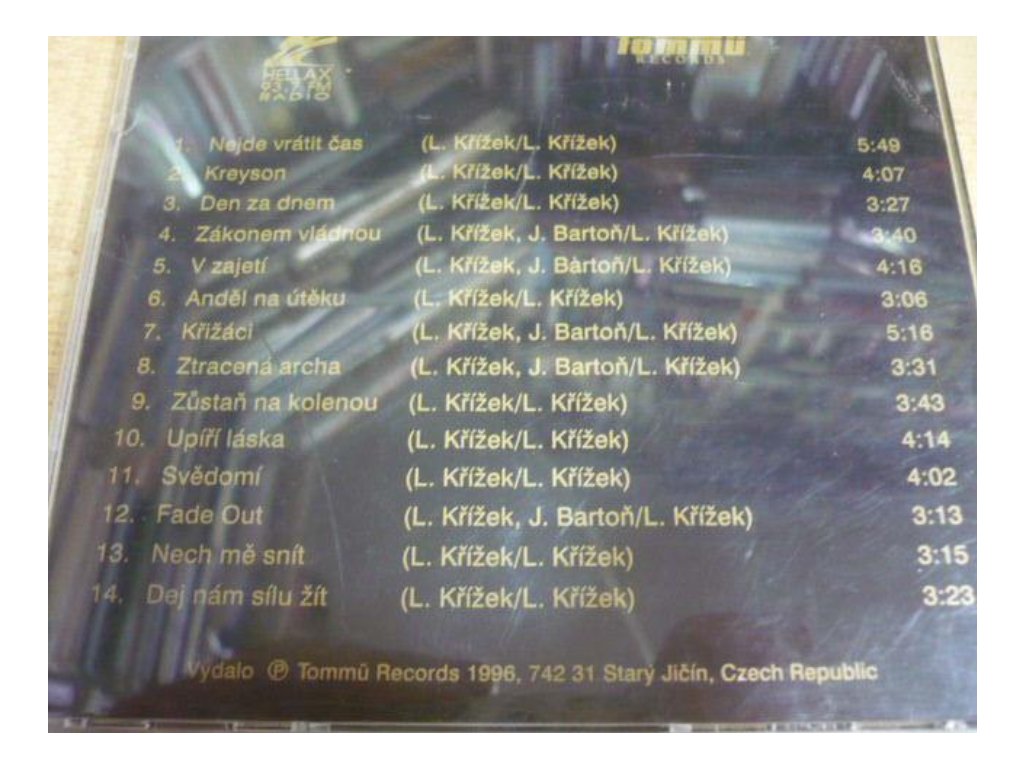 Tommü
RECORDS
HELLAX
93,7 FM
RADIO
1. Nejde vrátit čas (L. Křížek/L. Křížek) 5:49
2. Kreyson (L. Křížek/L. Křížek) 4:07
3. Den za dnem (L. Křížek/L. Křížek) 3:27
4. Zákonem vládnou (L. Křížek, J. Bartoň/L. Křížek) 3:40
5. V zajetí (L. Křížek, J. Bartoň/L. Křížek) 4:16
6. Anděl na útěku (L. Křížek/L. Křížek) 3:06
7. Křižáci (L. Křížek, J. Bartoň/L. Křížek) 5:16
8. Ztracená archa (L. Křížek, J. Bartoň/L. Křížek) 3:31
9. Zůstaň na kolenou (L. Křížek/L. Křížek) 3:43
10. Upíří láska (L. Křížek/L. Křížek) 4:14
11. Svědomí (L. Křížek/L. Křížek) 4:02
12. Fade Out (L. Křížek, J. Bartoň/L. Křížek) 3:13
13. Nech mě snít (L. Křížek/L. Křížek) 3:15
14. Dej nám sílu žít (L. Křížek/L. Křížek) 3:23
Vydalo ℗ Tommü Records 1996, 742 31 Starý Jičín, Czech Republic